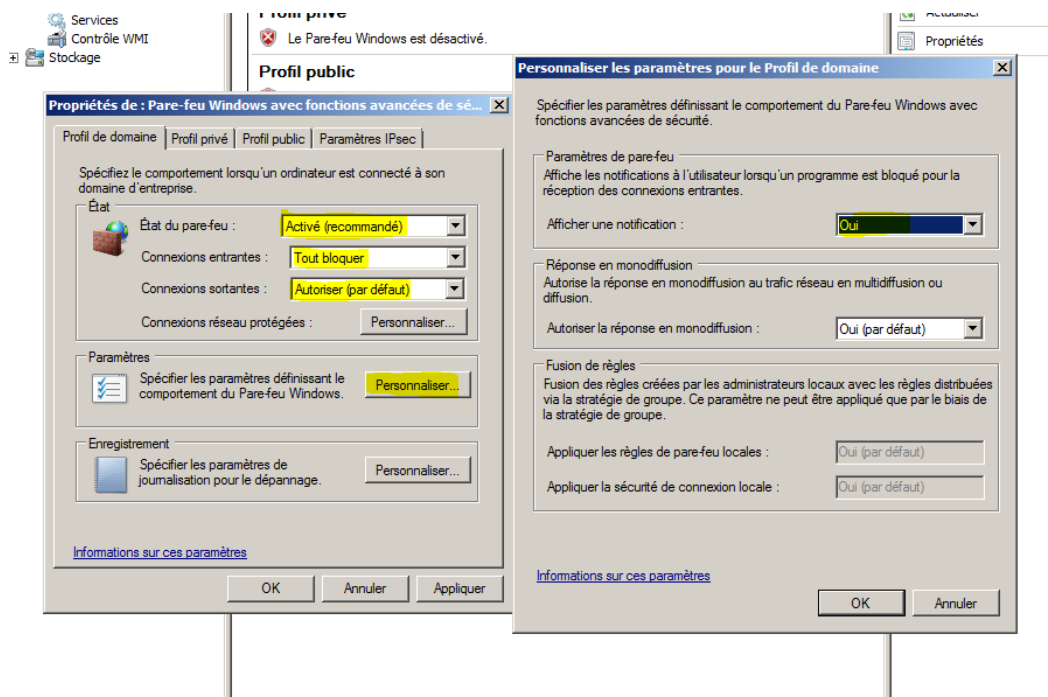 Services
Contrôle WMI
Stockage
Profil privé
Le Pare-feu Windows est désactivé.
Profil public
Actualiser
Propriétés
Propriétés de : Pare-feu Windows avec fonctions avancées de sé...
Profil de domaine
Profil privé
Profil public
Paramètres IPsec
Spécifiez le comportement lorsqu'un ordinateur est connecté à son
domaine d'entreprise.
État
État du pare-feu :
Activé (recommandé)
Connexions entrantes :
Tout bloquer
Connexions sortantes :
Autoriser (par défaut)
Connexions réseau protégées :
Personnaliser...
Paramètres
Spécifier les paramètres définissant le
comportement du Pare-feu Windows.
Personnaliser...
Enregistrement
Spécifier les paramètres de
journalisation pour le dépannage.
Personnaliser...
Informations sur ces paramètres
OK
Annuler
Appliquer
Personnaliser les paramètres pour le Profil de domaine
Spécifier les paramètres définissant le comportement du Pare-feu Windows avec
fonctions avancées de sécurité.
Paramètres de pare-feu
Affiche les notifications à l'utilisateur lorsqu'un programme est bloqué pour la
réception des connexions entrantes.
Afficher une notification :
Oui
Réponse en monodiffusion
Autorise la réponse en monodiffusion au trafic réseau en multidiffusion ou
diffusion.
Autoriser la réponse en monodiffusion :
Oui (par défaut)
Fusion de règles
Fusion des règles créées par les administrateurs locaux avec les règles distribuées
via la stratégie de groupe. Ce paramètre ne peut être appliqué que par le biais de
la stratégie de groupe.
Appliquer les règles de pare-feu locales :
Oui (par défaut)
Appliquer la sécurité de connexion locale :
Oui (par défaut)
Informations sur ces paramètres
OK
Annuler